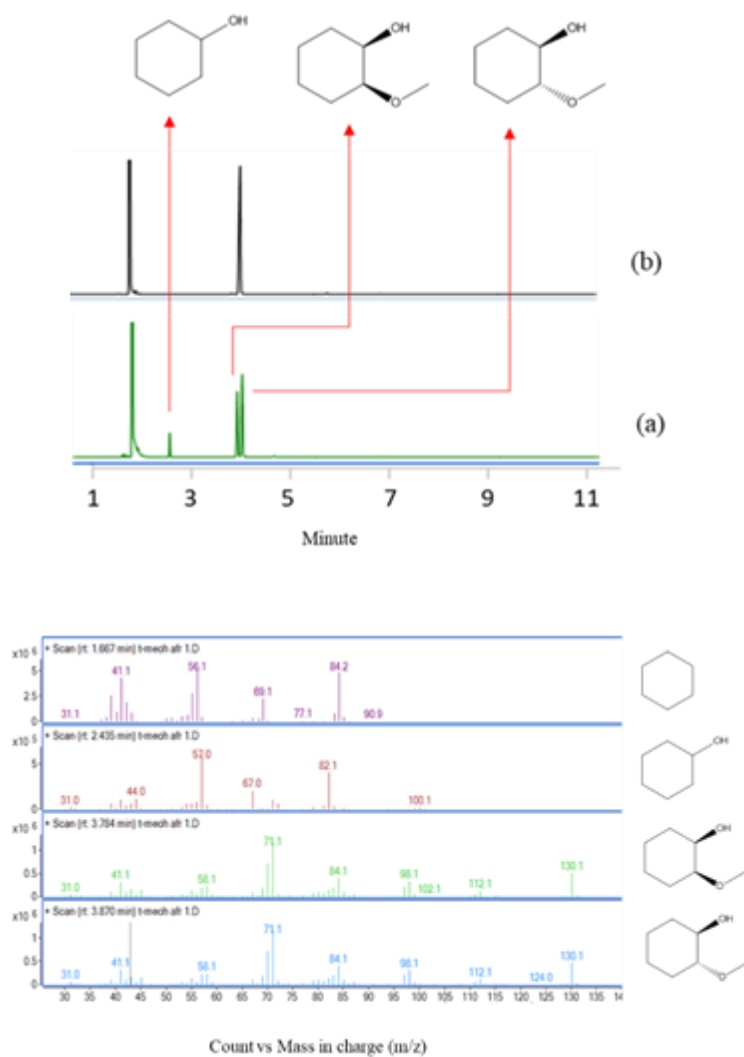 OH
OH
O
OH
O
(b)
(a)
1 3 5 7 9 11
Minute
+ Scan (rt: 1.667 min) t-meoh afr 1.D
x10 6
5
2.5
0
31.1 41.1 56.1 69.1 77.1 84.2 90.9
+ Scan (rt: 2.435 min) t-meoh afr 1.D
x10 6
5
0
31.0 44.0 57.0 67.0 82.1 100.1
OH
+ Scan (rt: 3.784 min) t-meoh afr 1.D
x10 6
1
0.5
0
31.0 41.1 58.1 71.1 84.1 98.1 102.1 112.1 130.1
OH
O
+ Scan (rt: 3.870 min) t-meoh afr 1.D
x10 6
1
0.5
0
31.0 41.1 58.1 71.1 84.1 98.1 112.1 124.0 130.1
OH
O
30 35 40 45 50 55 60 65 70 75 80 85 90 95 100 105 110 115 120 125 130 135
Count vs Mass in charge (m/z)